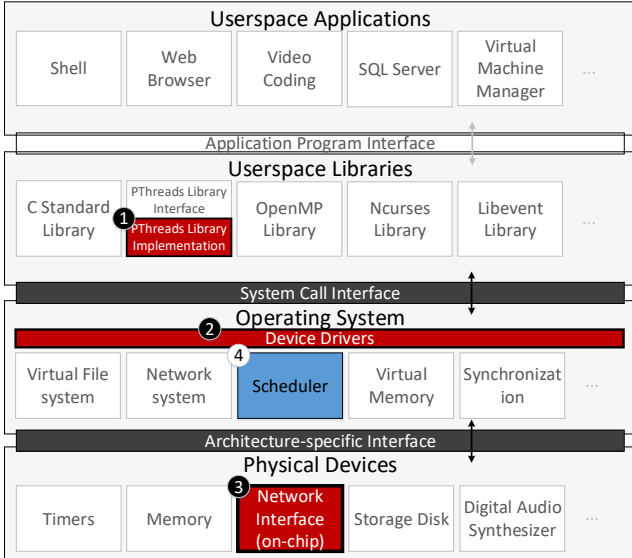 Userspace Applications
Shell
Web
Browser
Video
Coding
SQL Server
Virtual
Machine
Manager
...
Application Program Interface
Userspace Libraries
C Standard
Library
1
PThreads Library
Interface
PThreads Library
Implementation
OpenMP
Library
Ncurses
Library
Libevent
Library
...
System Call Interface
Operating System
2
Device Drivers
Virtual File
system
Network
system
4
Scheduler
Virtual
Memory
Synchronizat
ion
...
Architecture-specific Interface
Physical Devices
Timers
Memory
3
Network
Interface
(on-chip)
Storage Disk
Digital Audio
Synthesizer
...